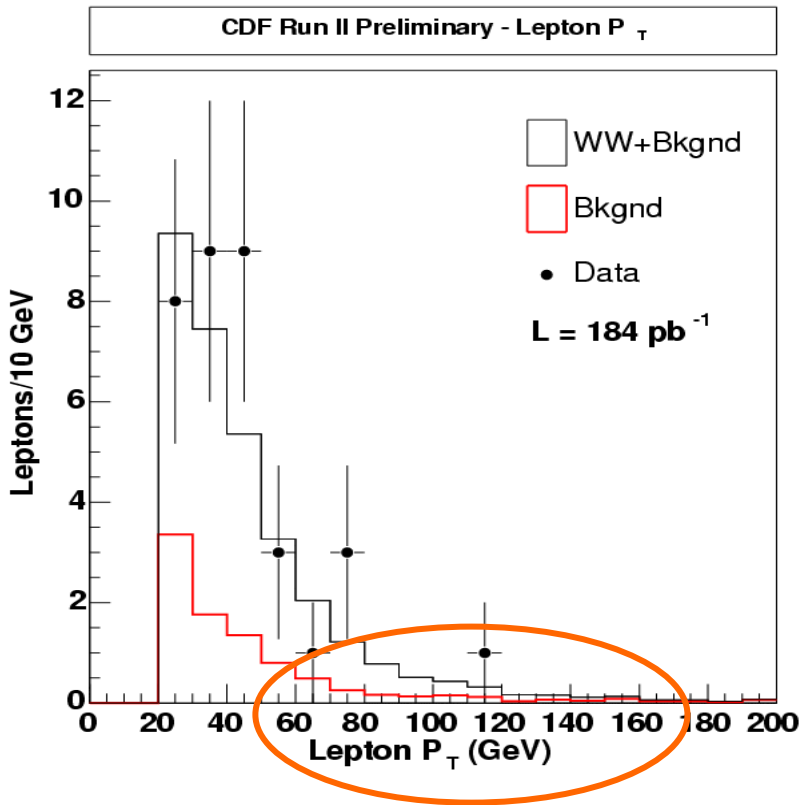 CDF Run II Preliminary - Lepton P T
12
10
8
6
4
2
0
Leptons/10 GeV
WW+Bkgnd
Bkgnd
Data
L = 184 pb -1
0 20 40 60 80 100 120 140 160 180 200
Lepton P T (GeV)